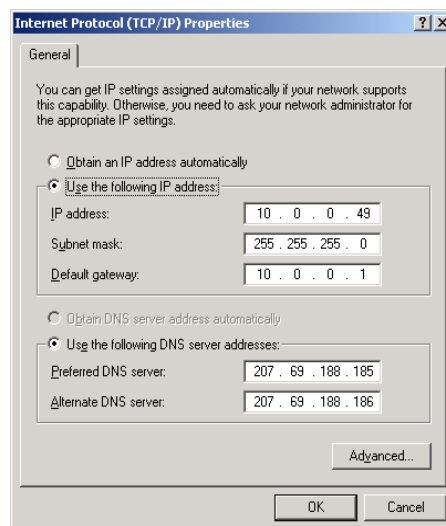 Internet Protocol (TCP/IP) Properties
General
You can get IP settings assigned automatically if your network supports
this capability. Otherwise, you need to ask your network administrator for
the appropriate IP settings.
Obtain an IP address automatically
Use the following IP address:
IP address: 10 . 0 . 0 . 49
Subnet mask: 255 . 255 . 255 . 0
Default gateway: 10 . 0 . 0 . 1
Obtain DNS server address automatically
Use the following DNS server addresses:
Preferred DNS server: 207 . 69 . 188 . 185
Alternate DNS server: 207 . 69 . 188 . 186
Advanced...
OK Cancel